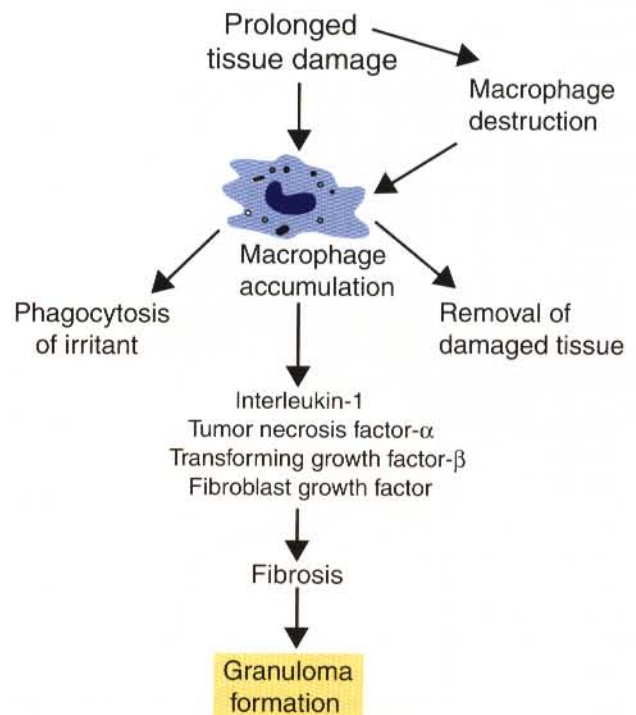 Prolonged
tissue damage
Macrophage
destruction
Macrophage
accumulation
Phagocytosis
of irritant
Removal of
damaged tissue
Interleukin-1
Tumor necrosis factor-α
Transforming growth factor-β
Fibroblast growth factor
Fibrosis
Granuloma
formation